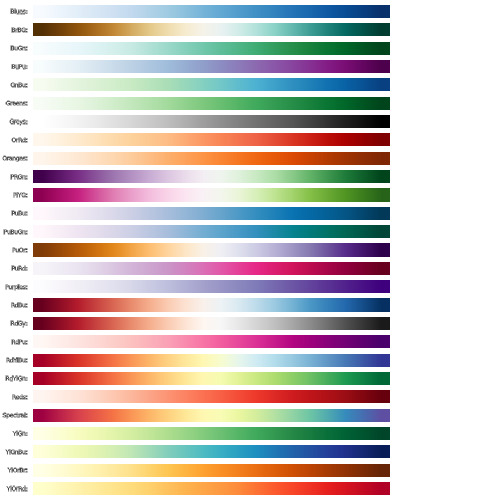 Blues
BrBG
BuGn
BuPu
GnBu
Greens
Greys
OrRd
Oranges
PRGn
PiYG
PuBu
PuBuGn
PuOr
PuRd
Purples
RdBu
RdGy
RdPu
RdYlBu
RdYlGn
Reds
Spectral
YlGn
YlGnBu
YlOrBr
YlOrRd